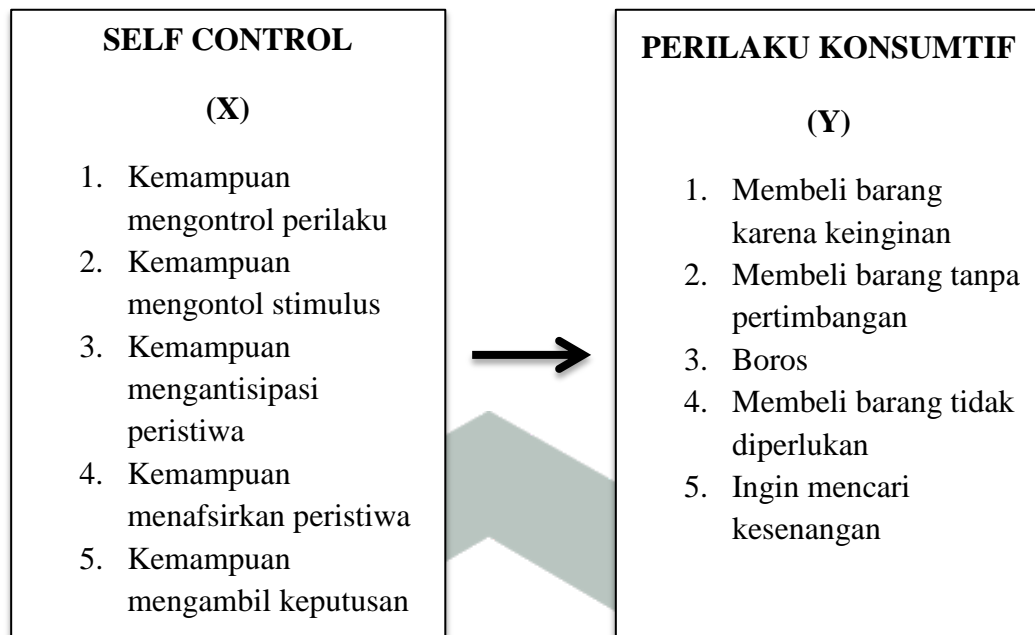 SELF CONTROL
(X)
1. Kemampuan
mengontrol perilaku
2. Kemampuan
mengontol stimulus
3. Kemampuan
mengantisipasi
peristiwa
4. Kemampuan
menafsirkan peristiwa
5. Kemampuan
mengambil keputusan
PERILAKU KONSUMTIF
(Y)
1. Membeli barang
karena keinginan
2. Membeli barang tanpa
pertimbangan
3. Boros
4. Membeli barang tidak
diperlukan
5. Ingin mencari
kesenangan